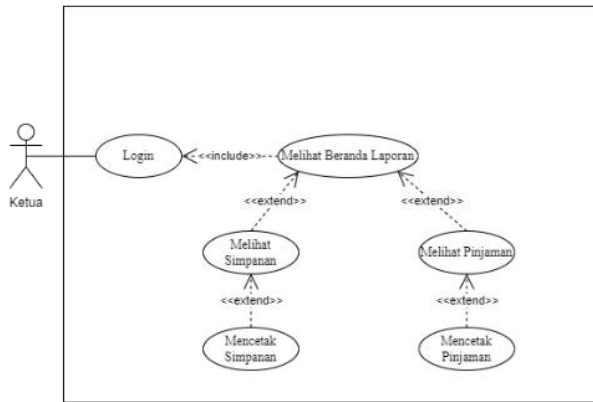 Login
<<include>>
Melihat Beranda Laporan
Ketua
<<extend>>
<<extend>>
Melihat
Simpanan
Melihat Pinjaman
<<extend>>
<<extend>>
Mencetak
Simpanan
Mencetak
Pinjaman